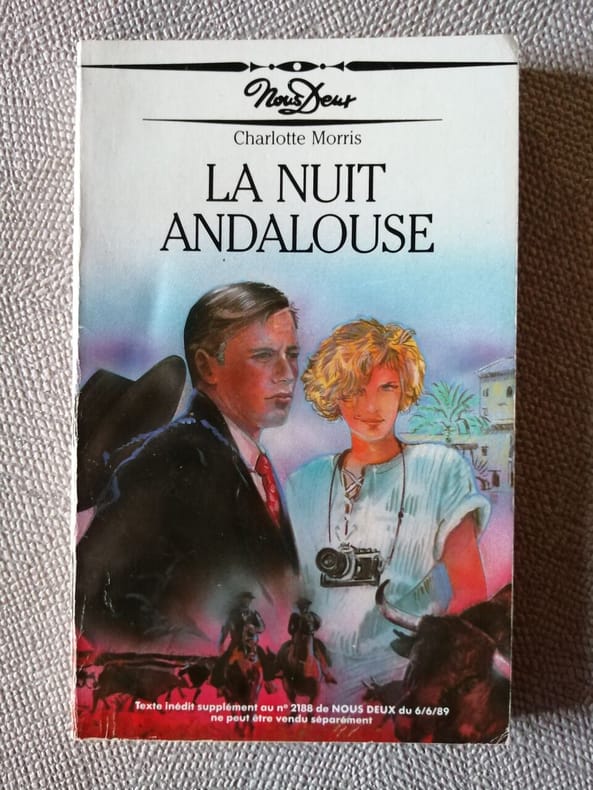 Nous Deux
Charlotte Morris
LA NUIT
ANDALOUSE
Texte inédit supplément au nº 2188 de NOUS DEUX du 6/6/89
ne peut être vendu séparément